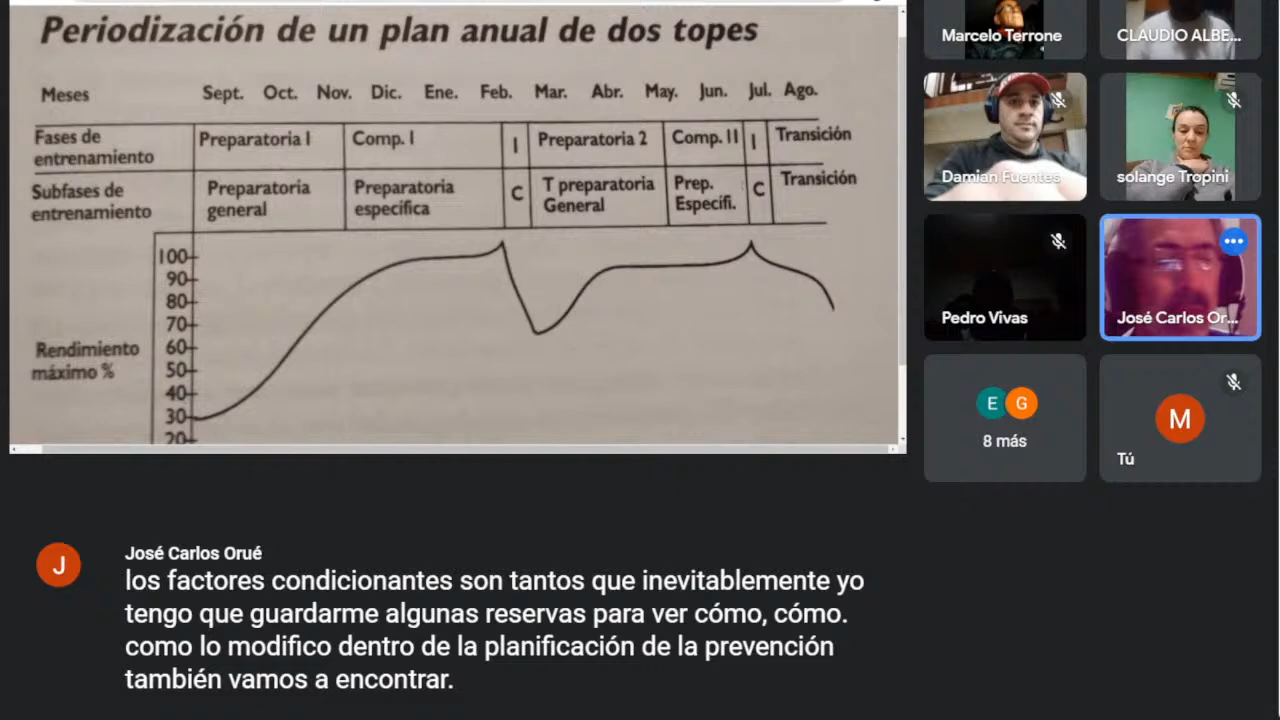 Periodización de un plan anual de dos topes
Meses Sept. Oct. Nov. Dic. Ene. Feb. Mar. Abr. May. Jun. Jul. Ago.
Fases de entrenamiento Preparatoria I Comp. I I Preparatoria 2 Comp. II I Transición
Subfases de entrenamiento Preparatoria general Preparatoria especifica C T preparatoria General Prep. Especifi. C Transición
100
90
80
70
60
50
40
30
20
Rendimiento
máximo %
Marcelo Terrone
CLAUDIO ALBE...
Damian Fuentes
solange Tropini
Pedro Vivas
José Carlos Or...
E G
8 más
M
Tú
J
José Carlos Orué
los factores condicionantes son tantos que inevitablemente yo
tengo que guardarme algunas reservas para ver cómo, cómo.
como lo modifico dentro de la planificación de la prevención
también vamos a encontrar.